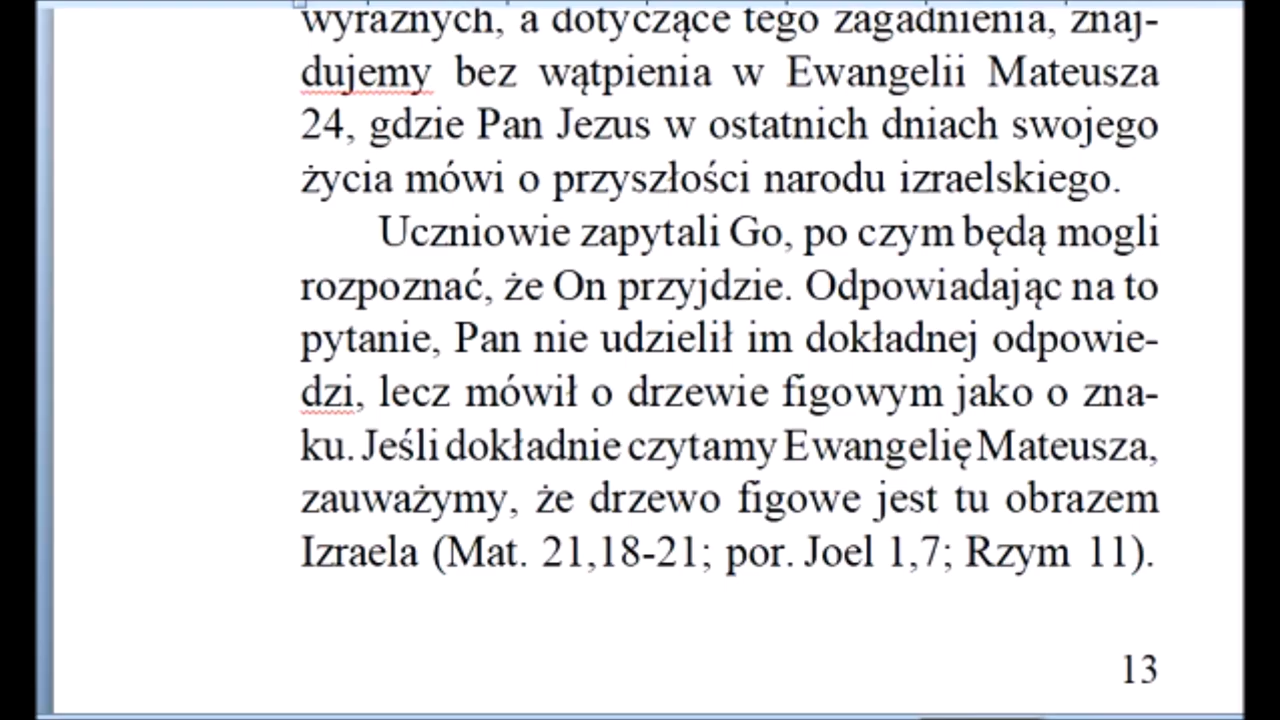 wyraźnych, a dotyczące tego zagadnienia, znaj-
dujemy bez wątpienia w Ewangelii Mateusza
24, gdzie Pan Jezus w ostatnich dniach swojego
życia mówi o przyszłości narodu izraelskiego.
Uczniowie zapytali Go, po czym będą mogli
rozpoznać, że On przyjdzie. Odpowiadając na to
pytanie, Pan nie udzielił im dokładnej odpowie-
dzi, lecz mówił o drzewie figowym jako o zna-
ku. Jeśli dokładnie czytamy Ewangelię Mateusza,
zauważymy, że drzewo figowe jest tu obrazem
Izraela (Mat. 21,18-21; por. Joel 1,7; Rzym 11).
13